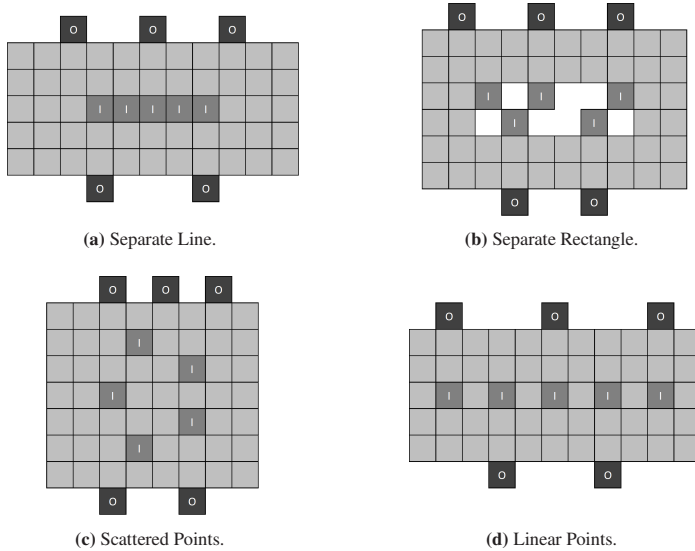 O O O
I I I I I
O O
(a) Separate Line.
O O O
I I I
I I
O O
(b) Separate Rectangle.
O O O
I
I
I
I
I
O O
(c) Scattered Points.
O O O
I I I I I
O O
(d) Linear Points.